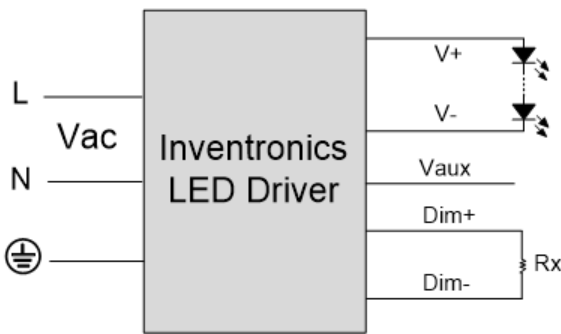 L
Vac
N
Inventronics
LED Driver
V+
V-
Vaux
Dim+
Rx
Dim-